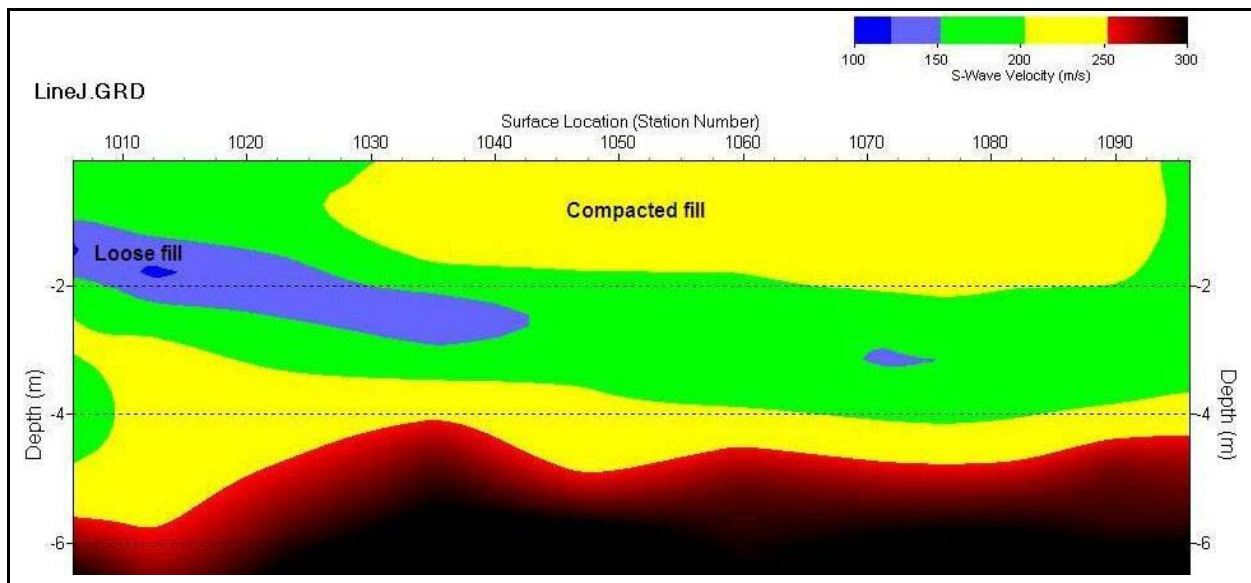 100 150 200 250 300
S-Wave Velocity (m/s)
LineJ.GRD
Surface Location (Station Number)
1010 1020 1030 1040 1050 1060 1070 1080 1090
Compacted fill
Loose fill
-2 -2
-4 -4
Depth (m) Depth (m)
-6 -6